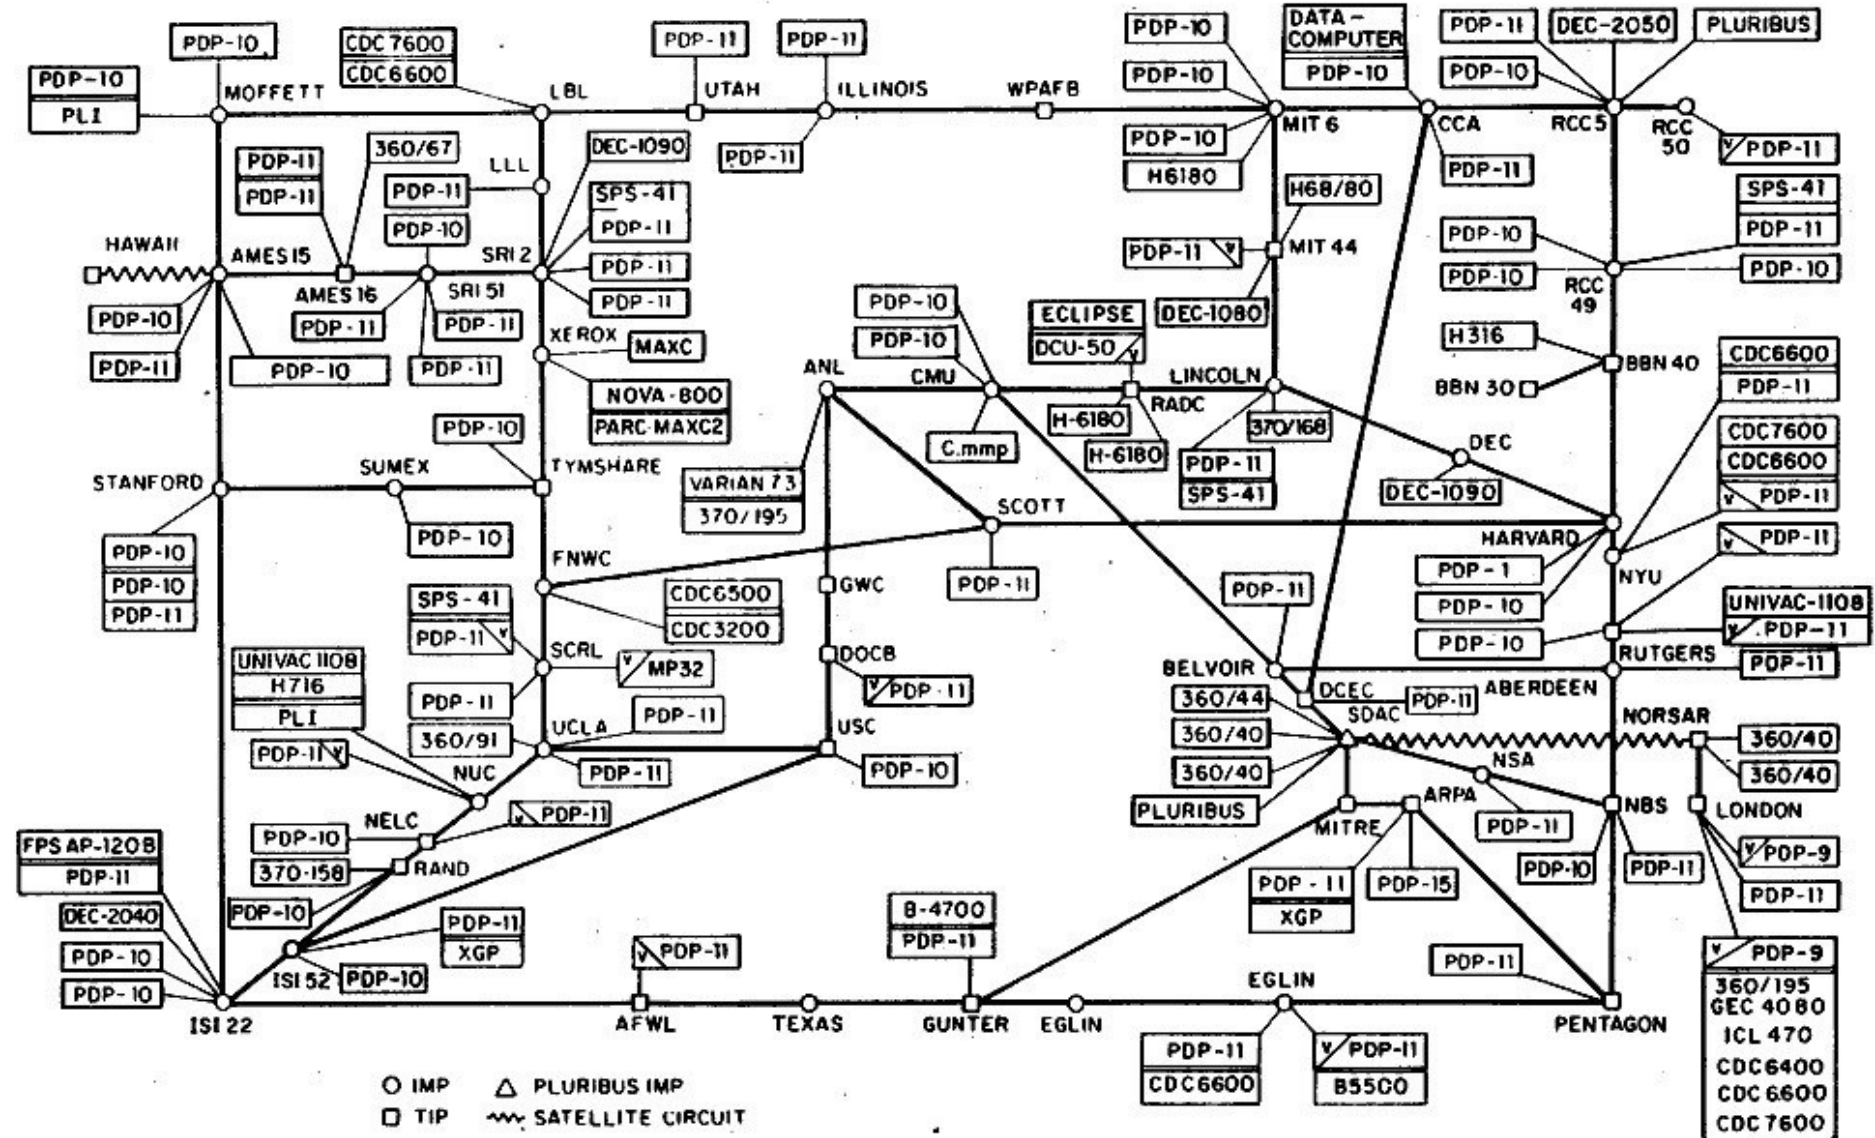 PDP-10
CDC 7600
CDC6600
PDP-11
PDP-11
PDP-10
DATA-
COMPUTER
PDP-10
PDP-11
DEC-2050
PLURIBUS
PDP-10
PLI
MOFFETT
LBL
UTAH
ILLINOIS
WPAFB
PDP-10
PDP-10
MIT 6
CCA
RCC5
RCC
50
PDP-11
360/67
PDP-11
PDP-11
LLL
PDP-11
DEC-1090
PDP-11
PDP-10
H6180
PDP-11
V PDP-11
SPS-41
PDP-11
H68/80
SPS-41
PDP-11
PDP-10
HAWAII
AMES15
PDP-10
SRI 2
PDP-11
PDP-11 V
MIT 44
PDP-10
PDP-10
PDP-10
AMES 16
SRI 51
PDP-11
RCC
49
PDP-10
PDP-11
PDP-11
PDP-10
ECLIPSE
DCU-50 V
DEC-1080
H316
PDP-11
PDP-10
PDP-11
XEROX
MAXC
PDP-10
BBN 40
CDC6600
PDP-11
ANL
CMU
RADC
LINCOLN
BBN 30
NOVA-800
PARC-MAXC2
H-6180
370/168
CDC7600
CDC6600
V PDP-11
PDP-10
C.mmp
H-6180
PDP-11
SPS-41
DEC
STANFORD
SUMEX
TYMSHARE
VARIAN 73
370/195
DEC-1090
SCOTT
PDP-10
PDP-10
PDP-11
PDP-10
FNWC
HARVARD
V PDP-11
PDP-11
PDP-1
NYU
SPS-41
PDP-11 V
CDC6500
CDC3200
GWC
PDP-11
PDP-10
UNIVAC-1108
V PDP-11
UNIVAC 1108
H716
PLI
SCRL
V MP32
DOCB
PDP-10
RUTGERS
PDP-11
BELVOIR
ABERDEEN
PDP-11
V PDP-11
360/44
DCEC
PDP-11
SDAC
UCLA
PDP-11
USC
NORSAR
360/91
360/40
360/40
PDP-11 V
NUC
PDP-11
PDP-10
360/40
NSA
360/40
V PDP-11
PLURIBUS
MITRE
ARPA
NBS
LONDON
NELC
PDP-10
PDP-11
FPS AP-120B
PDP-11
370-158
RAND
PDP-10
PDP-11
V PDP-9
DEC-2040
PDP-10
PDP-11
XGP
B-4700
PDP-11
PDP-11
XGP
PDP-15
PDP-11
PDP-10
V PDP-11
V PDP-9
360/195
GEC 4080
ICL 470
CDC6400
CDC6600
CDC7600
PDP-10
ISI 52
PDP-10
PDP-11
EGLIN
ISI 22
AFWL
TEXAS
GUNTER
EGLIN
PENTAGON
PDP-11
CDC6600
V PDP-11
B5500
IMP
PLURIBUS IMP
TIP
SATELLITE CIRCUIT